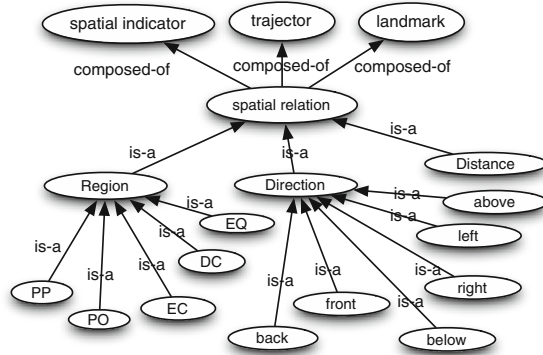 spatial indicator
trajector
landmark
composed-of
composed-of
composed-of
spatial relation
is-a
is-a
is-a
Distance
Region
Direction
is-a
above
EQ
is-a
is-a
left
is-a
DC
is-a
is-a
is-a
is-a
right
PP
PO
EC
is-a
is-a
front
is-a
back
below